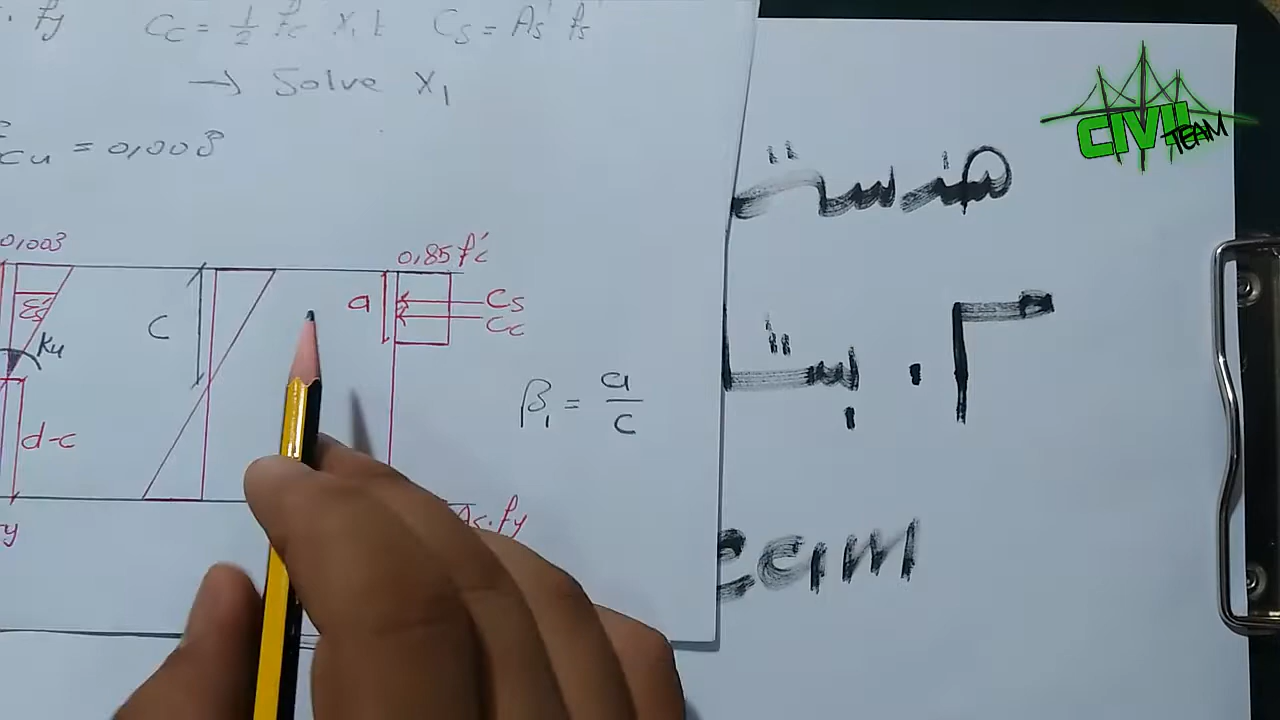 . fy Cc = 1/2 fc x₁ t Cs = As' fs'
→ Solve x₁
εcu = 0,003
0,003
0,85 f'c
εs'
a
Cs
Cc
C
Ku
β₁ = a/c
d-c
As.fy
y
CIVIL
TEAM
هندسة
م.